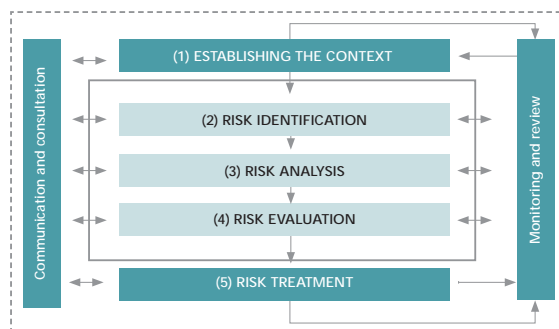 Communication and consultation
(1) ESTABLISHING THE CONTEXT
(2) RISK IDENTIFICATION
(3) RISK ANALYSIS
(4) RISK EVALUATION
(5) RISK TREATMENT
Monitoring and review